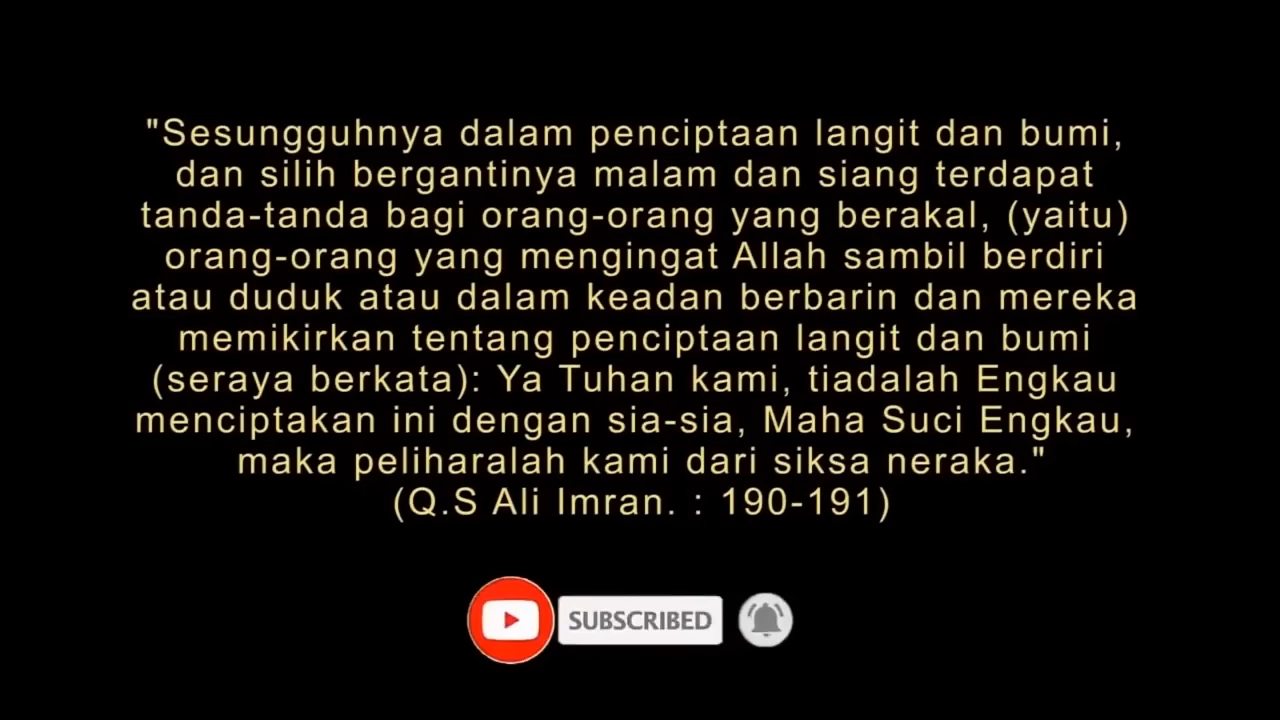 "Sesungguhnya dalam penciptaan langit dan bumi,
dan silih bergantinya malam dan siang terdapat
tanda-tanda bagi orang-orang yang berakal, (yaitu)
orang-orang yang mengingat Allah sambil berdiri
atau duduk atau dalam keadan berbarin dan mereka
memikirkan tentang penciptaan langit dan bumi
(seraya berkata): Ya Tuhan kami, tiadalah Engkau
menciptakan ini dengan sia-sia, Maha Suci Engkau,
maka peliharalah kami dari siksa neraka."
(Q.S Ali Imran. : 190-191)
SUBSCRIBED